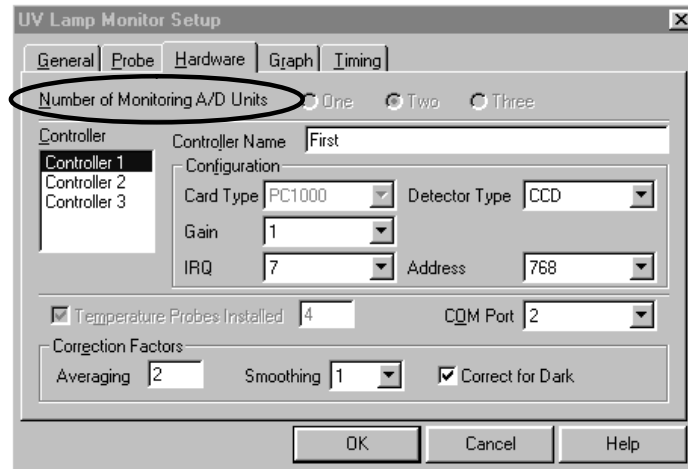 UV Lamp Monitor Setup
General Probe Hardware Graph Timing
Number of Monitoring A/D Units One Two Three
Controller
Controller Name First
Controller 1
Controller 2
Controller 3
Configuration
Card Type PC1000 Detector Type CCD
Gain 1
IRQ 7 Address 768
Temperature Probes Installed 4 COM Port 2
Correction Factors
Averaging 2 Smoothing 1 Correct for Dark
OK Cancel Help